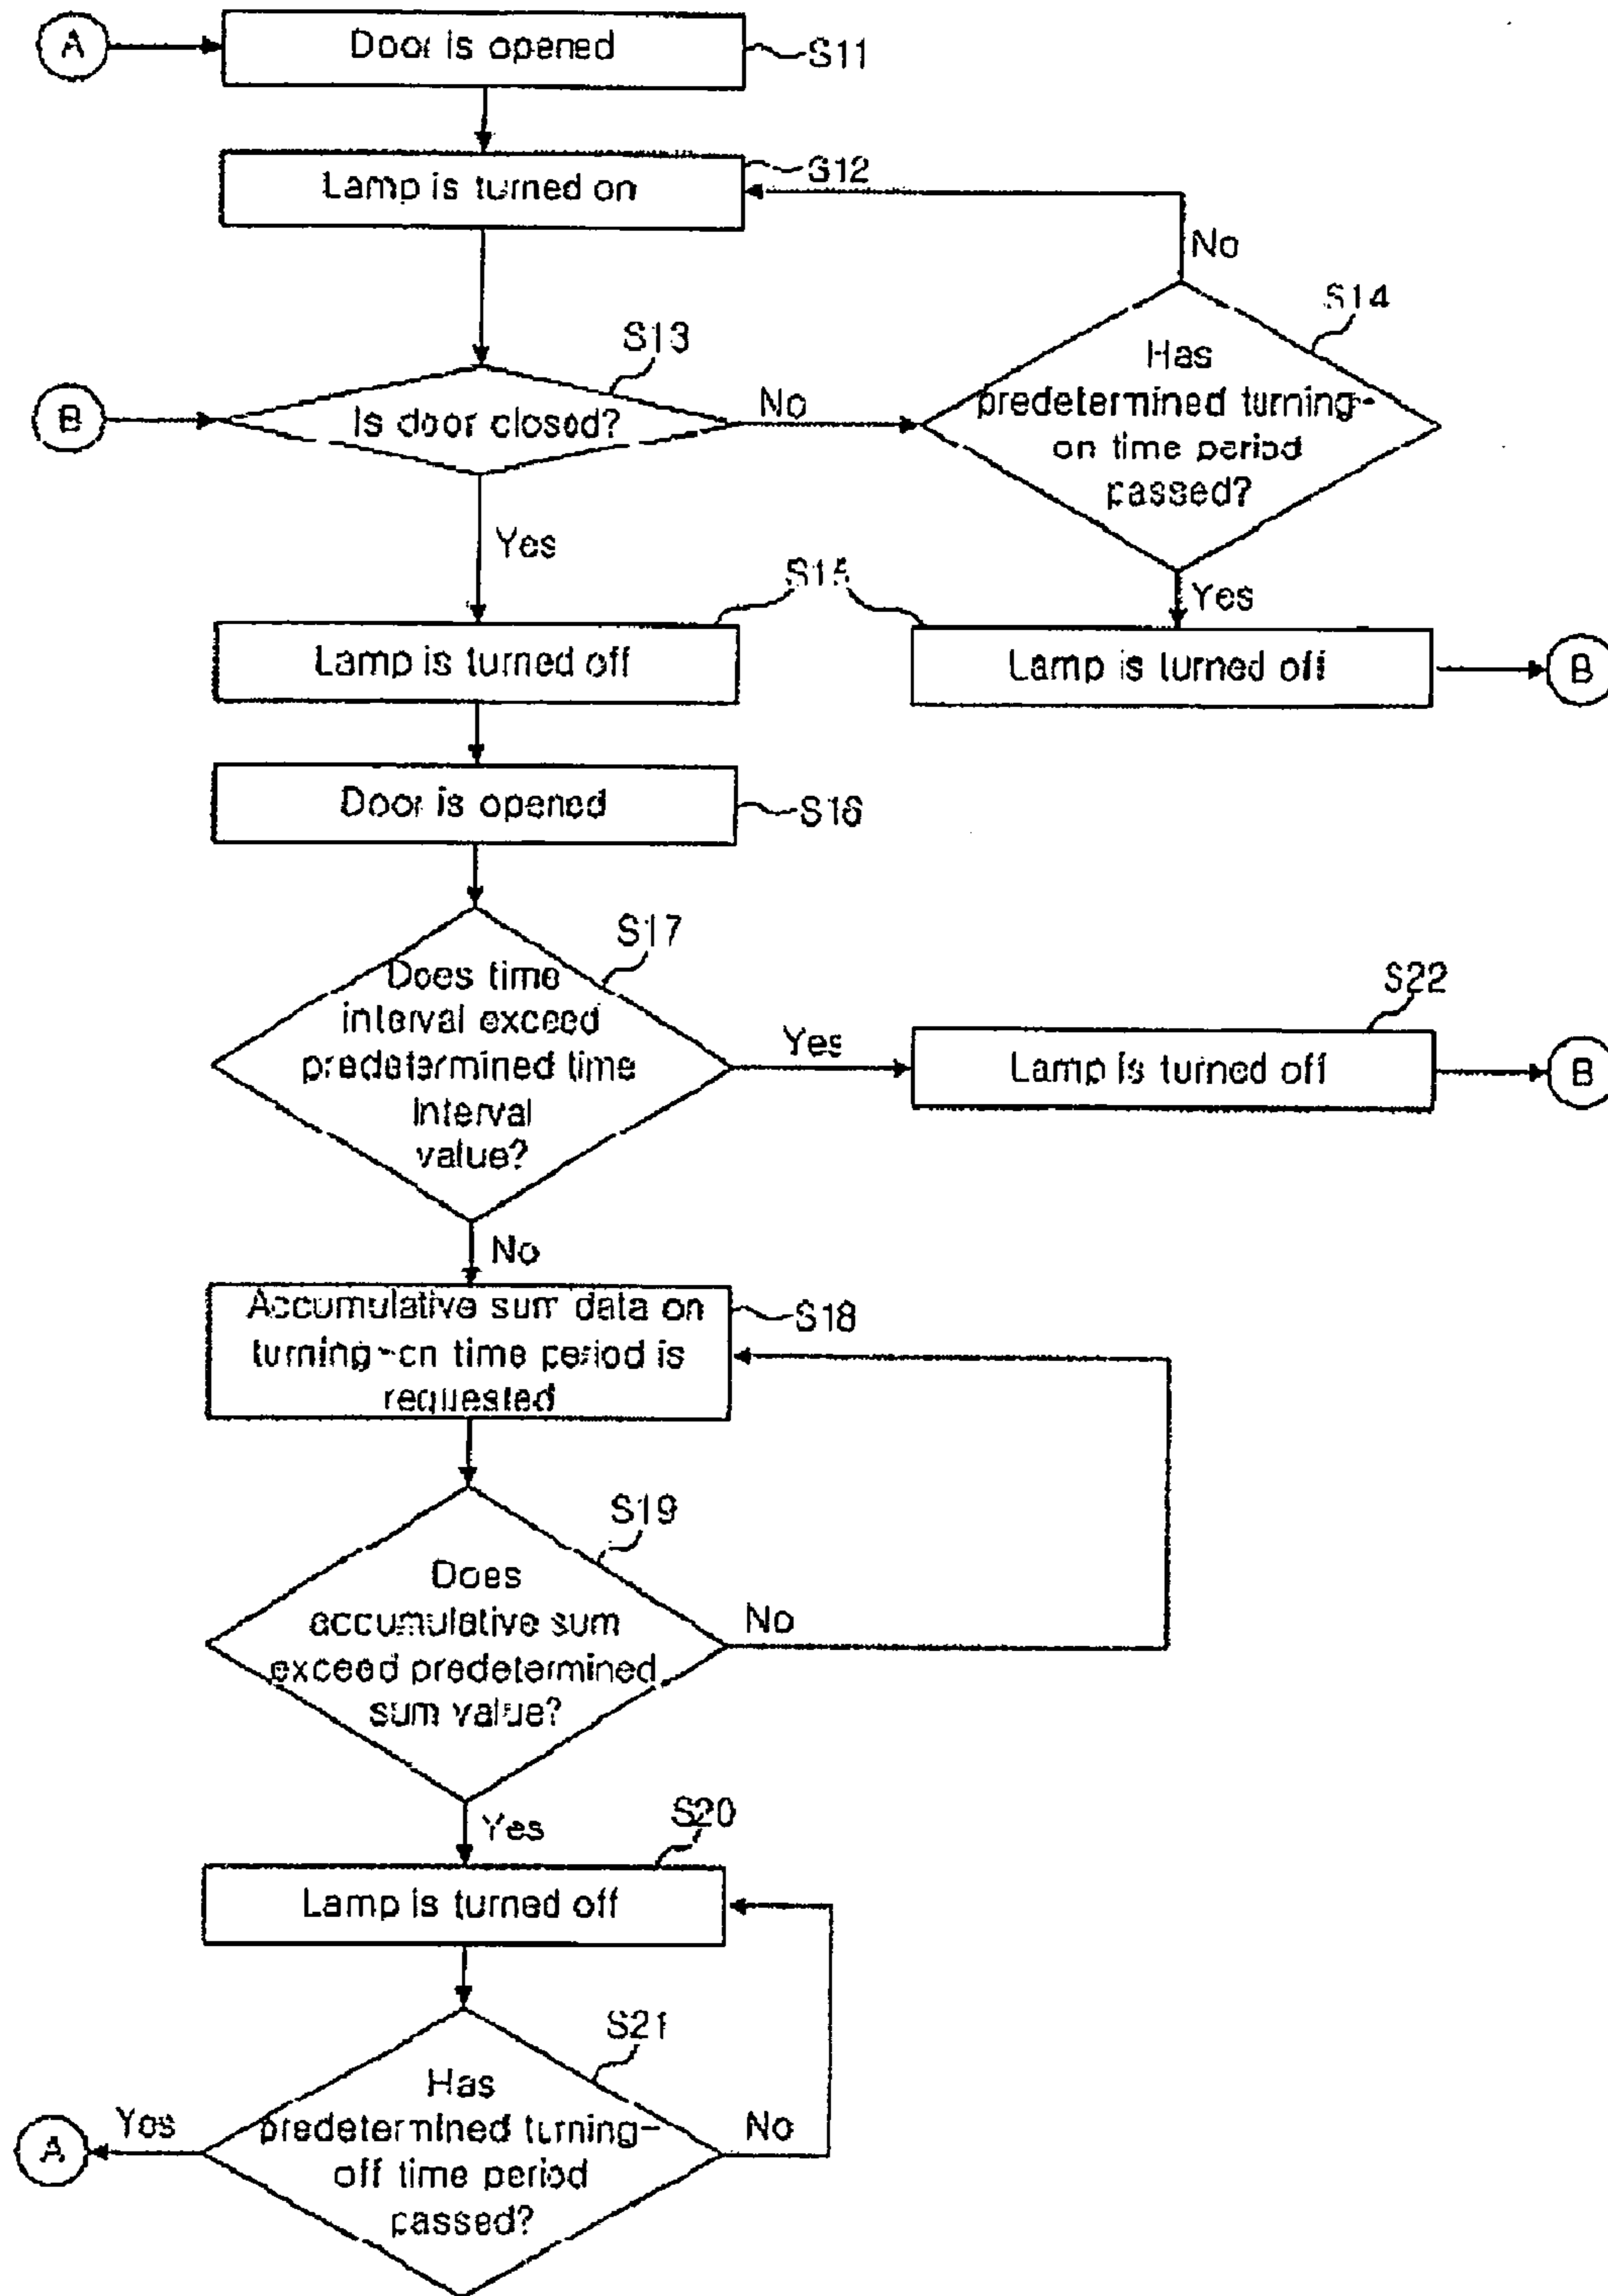 A
Door is opened
S11
Lamp is turned on
S12
No
S14
S13
Has
predetermined turning-
on time period
passed?
B
Is door closed?
No
Yes
S15
Yes
Lamp is turned off
Lamp is turned off
B
Door is opened
S16
S17
Does time
interval exceed
predetermined time
interval
value?
Yes
S22
Lamp is turned off
B
No
Accumulative sum data on
turning-on time period is
requested
S18
S19
Does
accumulative sum
exceed predetermined
sum value?
No
Yes
S20
Lamp is turned off
S21
Has
predetermined turning-
off time period
passed?
No
Yes
A